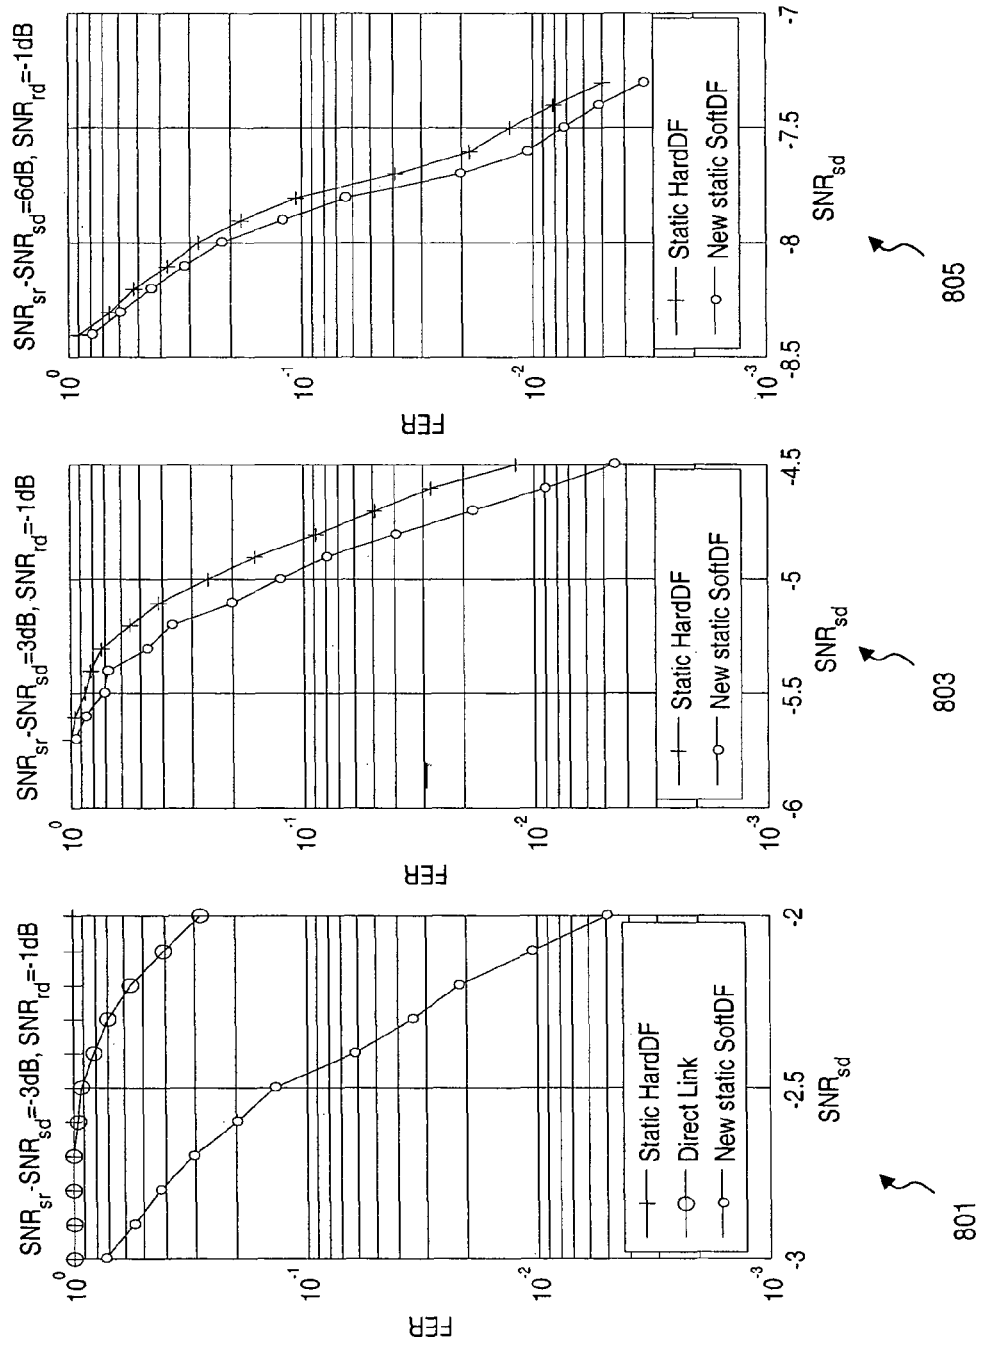 SNRsr-SNRsd=-3dB, SNRrd=-1dB
10^0
10^-1
10^-2
10^-3
FER
-3
-2.5
-2
SNRsd
Static HardDF
Direct Link
New static SoftDF
801
SNRsr-SNRsd=3dB, SNRrd=-1dB
10^0
10^-1
10^-2
10^-3
FER
-6
-5.5
-5
-4.5
SNRsd
Static HardDF
New static SoftDF
803
SNRsr-SNRsd=6dB, SNRrd=-1dB
10^0
10^-1
10^-2
10^-3
FER
-8.5
-8
-7.5
-7
SNRsd
Static HardDF
New static SoftDF
805